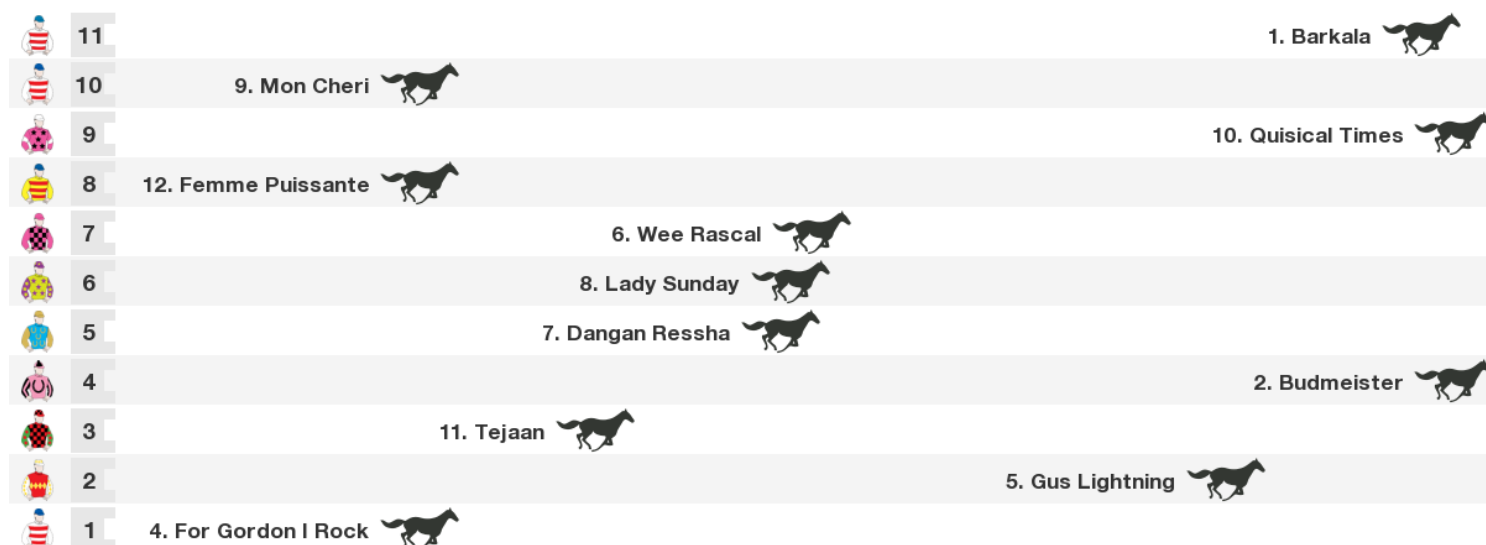 11 1. Barkala
10 9. Mon Cheri
9 10. Quisical Times
8 12. Femme Puissante
7 6. Wee Rascal
6 8. Lady Sunday
5 7. Dangan Ressha
4 2. Budmeister
3 11. Tejaan
2 5. Gus Lightning
1 4. For Gordon I Rock